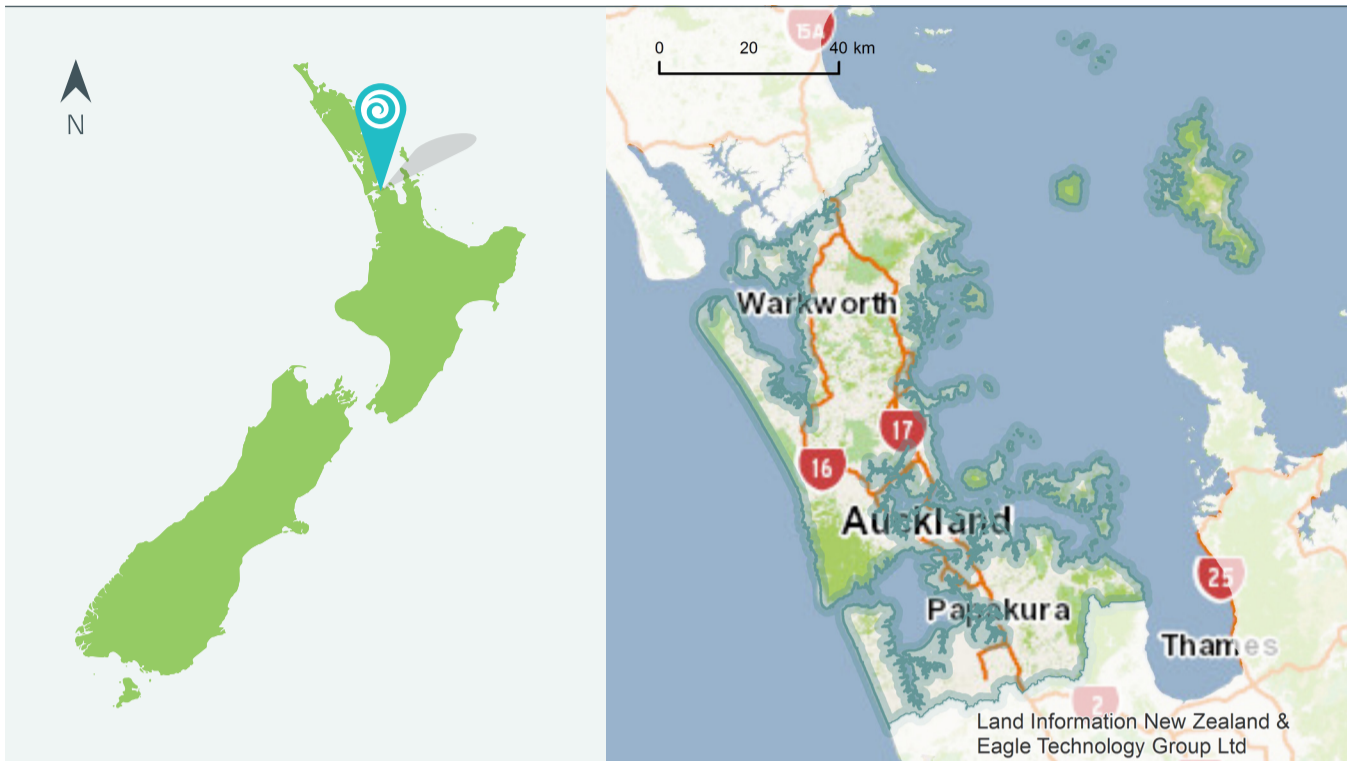 N
0 20 40 km
15A
Warkworth
17
16
Auckland
25
Papakura
Thames
2
Land Information New Zealand &
Eagle Technology Group Ltd